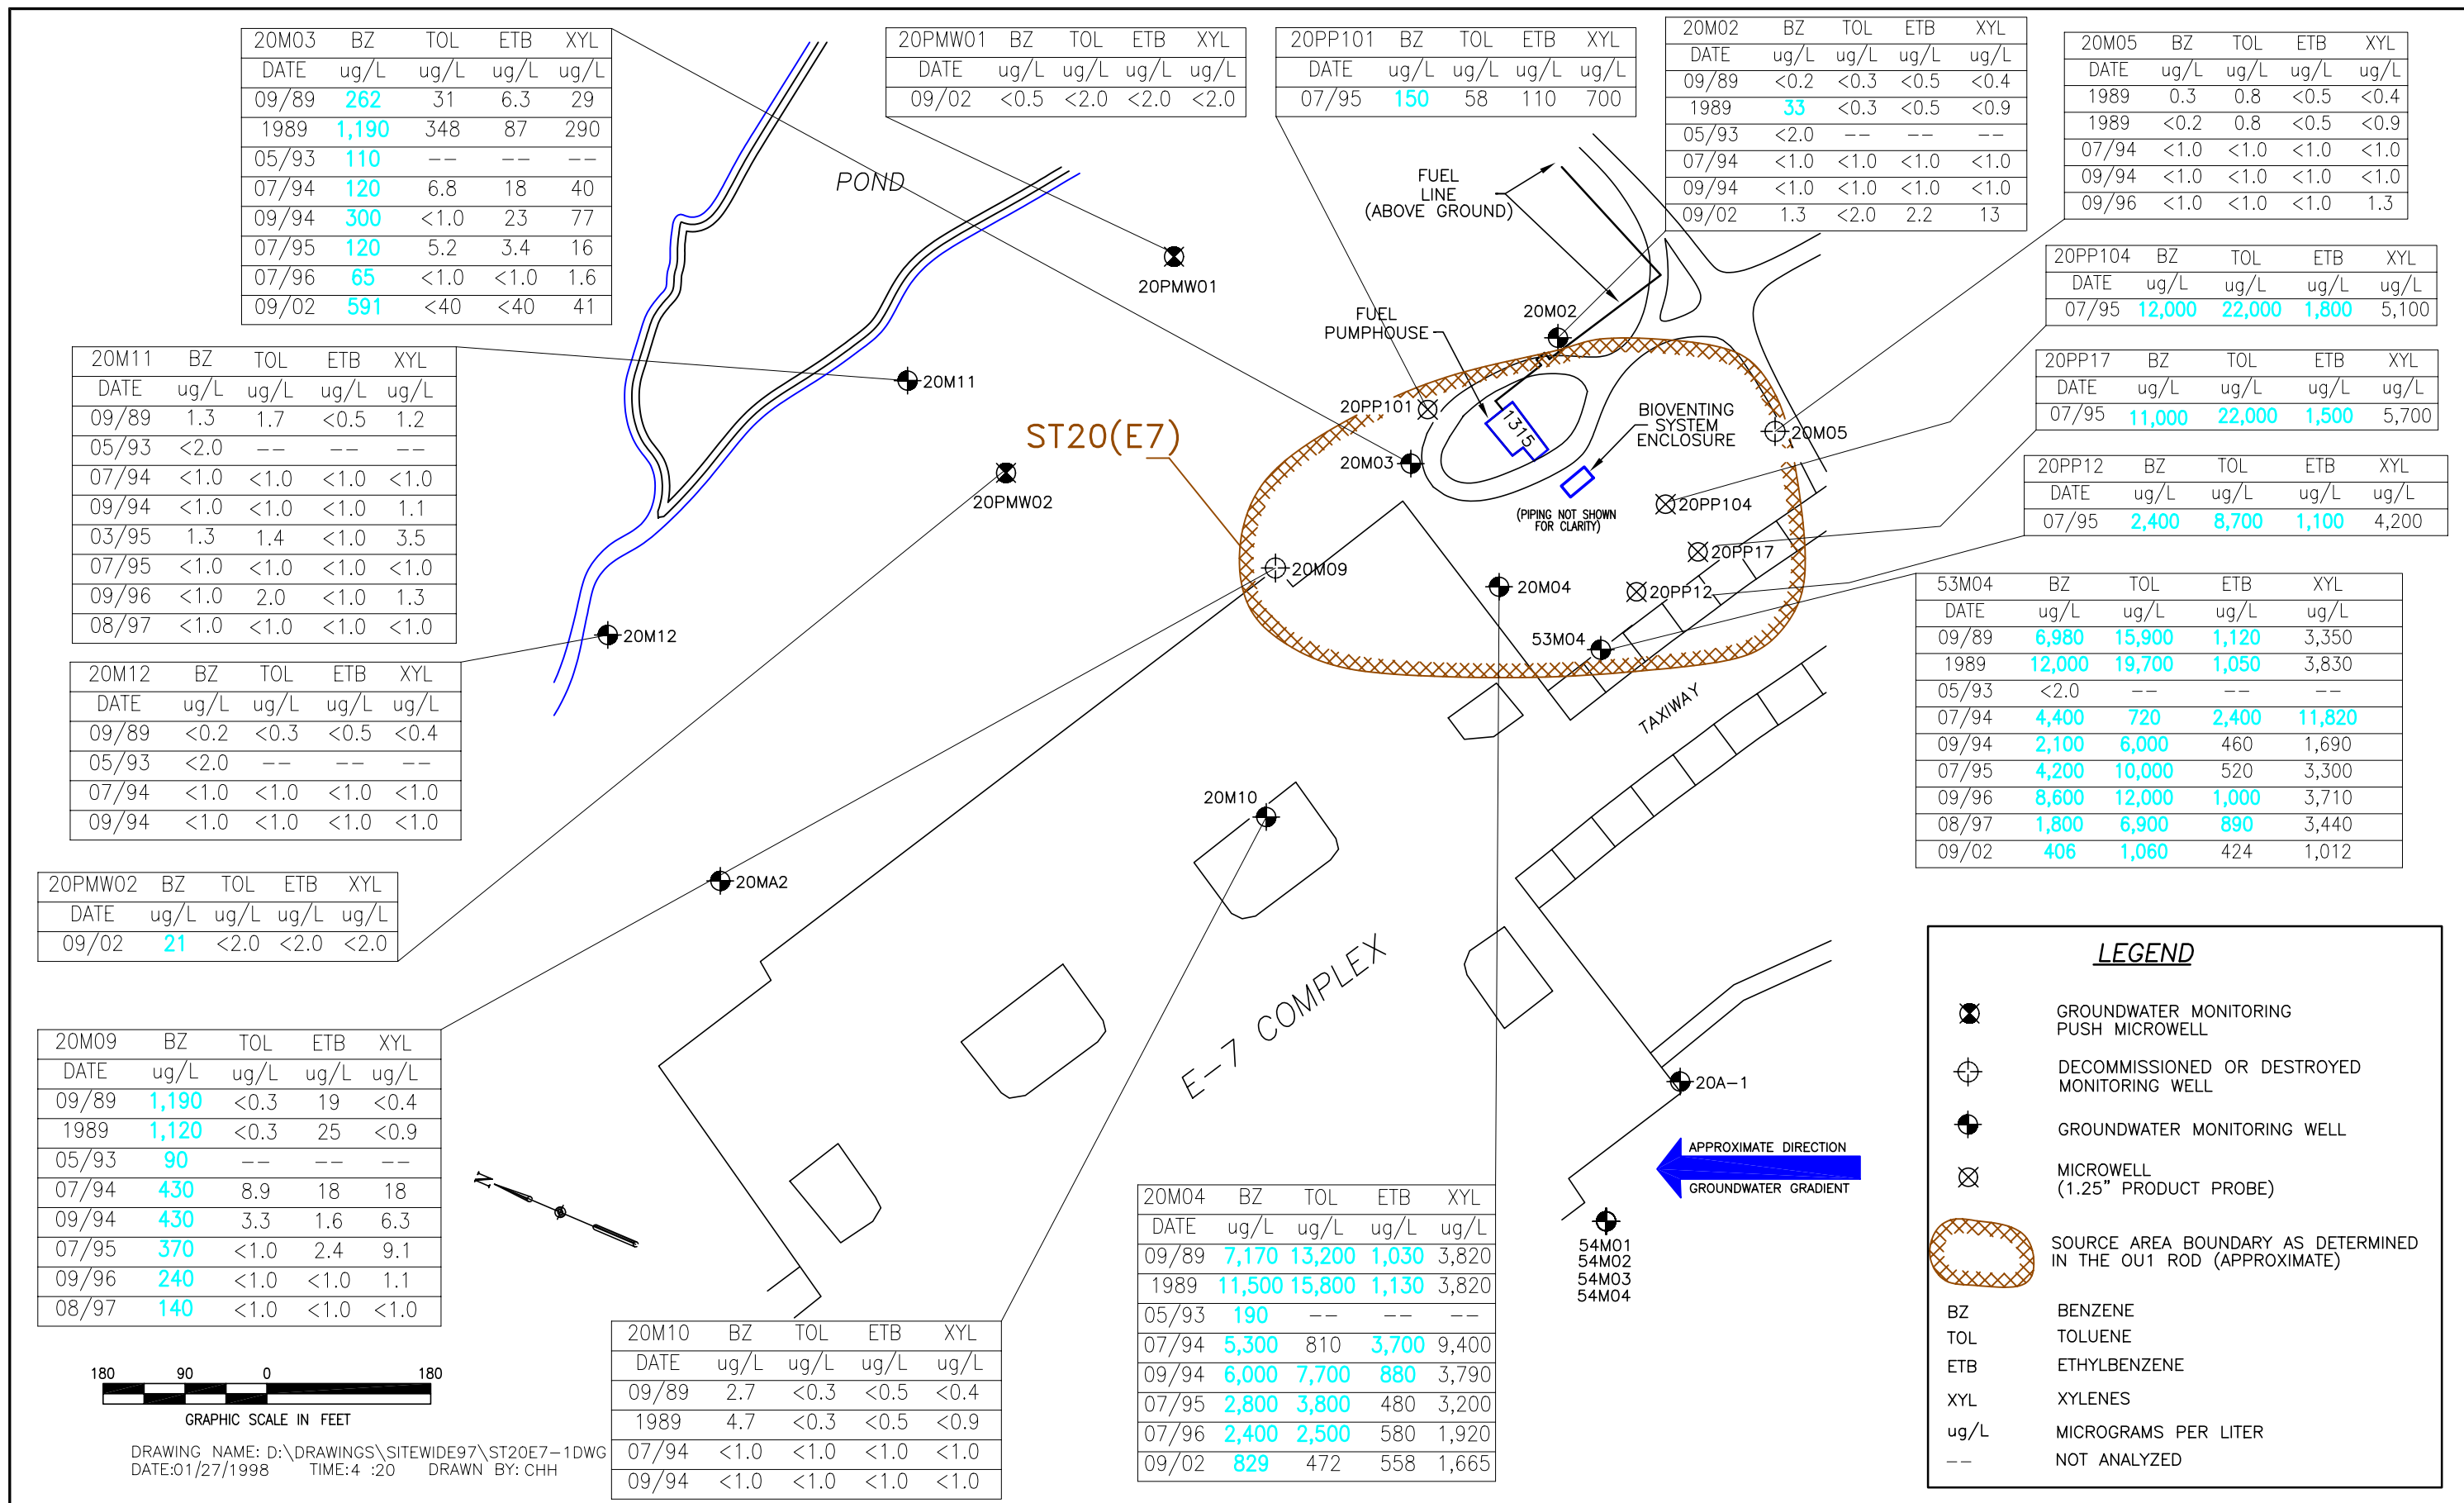 20M03 BZ TOL ETB XYL
DATE ug/L ug/L ug/L ug/L
09/89 262 31 6.3 29
1989 1,190 348 87 290
05/93 110 -- -- --
07/94 120 6.8 18 40
09/94 300 <1.0 23 77
07/95 120 5.2 3.4 16
07/96 65 <1.0 <1.0 1.6
09/02 591 <40 <40 41
20PMW01 BZ TOL ETB XYL
DATE ug/L ug/L ug/L ug/L
09/02 <0.5 <2.0 <2.0 <2.0
20PP101 BZ TOL ETB XYL
DATE ug/L ug/L ug/L ug/L
07/95 150 58 110 700
20M02 BZ TOL ETB XYL
DATE ug/L ug/L ug/L ug/L
09/89 <0.2 <0.3 <0.5 <0.4
1989 33 <0.3 <0.5 <0.9
05/93 <2.0 -- -- --
07/94 <1.0 <1.0 <1.0 <1.0
09/94 <1.0 <1.0 <1.0 <1.0
09/02 1.3 <2.0 2.2 13
20M05 BZ TOL ETB XYL
DATE ug/L ug/L ug/L ug/L
1989 0.3 0.8 <0.5 <0.4
1989 <0.2 0.8 <0.5 <0.9
07/94 <1.0 <1.0 <1.0 <1.0
09/94 <1.0 <1.0 <1.0 <1.0
09/96 <1.0 <1.0 <1.0 1.3
20PP104 BZ TOL ETB XYL
DATE ug/L ug/L ug/L ug/L
07/95 12,000 22,000 1,800 5,100
20PP17 BZ TOL ETB XYL
DATE ug/L ug/L ug/L ug/L
07/95 11,000 22,000 1,500 5,700
20PP12 BZ TOL ETB XYL
DATE ug/L ug/L ug/L ug/L
07/95 2,400 8,700 1,100 4,200
53M04 BZ TOL ETB XYL
DATE ug/L ug/L ug/L ug/L
09/89 6,980 15,900 1,120 3,350
1989 12,000 19,700 1,050 3,830
05/93 <2.0 -- -- --
07/94 4,400 720 2,400 11,820
09/94 2,100 6,000 460 1,690
07/95 4,200 10,000 520 3,300
09/96 8,600 12,000 1,000 3,710
08/97 1,800 6,900 890 3,440
09/02 406 1,060 424 1,012
20M11 BZ TOL ETB XYL
DATE ug/L ug/L ug/L ug/L
09/89 1.3 1.7 <0.5 1.2
05/93 <2.0 -- -- --
07/94 <1.0 <1.0 <1.0 <1.0
09/94 <1.0 <1.0 <1.0 1.1
03/95 1.3 1.4 <1.0 3.5
07/95 <1.0 <1.0 <1.0 <1.0
09/96 <1.0 2.0 <1.0 1.3
08/97 <1.0 <1.0 <1.0 <1.0
20M12 BZ TOL ETB XYL
DATE ug/L ug/L ug/L ug/L
09/89 <0.2 <0.3 <0.5 <0.4
05/93 <2.0 -- -- --
07/94 <1.0 <1.0 <1.0 <1.0
09/94 <1.0 <1.0 <1.0 <1.0
20PMW02 BZ TOL ETB XYL
DATE ug/L ug/L ug/L ug/L
09/02 21 <2.0 <2.0 <2.0
20M09 BZ TOL ETB XYL
DATE ug/L ug/L ug/L ug/L
09/89 1,190 <0.3 19 <0.4
1989 1,120 <0.3 25 <0.9
05/93 90 -- -- --
07/94 430 8.9 18 18
09/94 430 3.3 1.6 6.3
07/95 370 <1.0 2.4 9.1
09/96 240 <1.0 <1.0 1.1
08/97 140 <1.0 <1.0 <1.0
20M10 BZ TOL ETB XYL
DATE ug/L ug/L ug/L ug/L
09/89 2.7 <0.3 <0.5 <0.4
1989 4.7 <0.3 <0.5 <0.9
07/94 <1.0 <1.0 <1.0 <1.0
09/94 <1.0 <1.0 <1.0 <1.0
20M04 BZ TOL ETB XYL
DATE ug/L ug/L ug/L ug/L
09/89 7,170 13,200 1,030 3,820
1989 11,500 15,800 1,130 3,820
05/93 190 -- -- --
07/94 5,300 810 3,700 9,400
09/94 6,000 7,700 880 3,790
07/95 2,800 3,800 480 3,200
07/96 2,400 2,500 580 1,920
09/02 829 472 558 1,665
POND
FUEL
LINE
(ABOVE GROUND)
20PMW01
20M02
FUEL
PUMPHOUSE
20M11
20PP101
1315
BIOVENTING
SYSTEM
ENCLOSURE
20M05
ST20(E7)
20M03
20PMW02
(PIPING NOT SHOWN
FOR CLARITY)
20PP104
20PP17
20M09
20M04
20PP12
20M12
53M04
TAXIWAY
20M10
20MA2
E-7 COMPLEX
20A-1
APPROXIMATE DIRECTION
GROUNDWATER GRADIENT
N
54M01
54M02
54M03
54M04
LEGEND
GROUNDWATER MONITORING
PUSH MICROWELL
DECOMMISSIONED OR DESTROYED
MONITORING WELL
GROUNDWATER MONITORING WELL
MICROWELL
(1.25" PRODUCT PROBE)
SOURCE AREA BOUNDARY AS DETERMINED
IN THE OU1 ROD (APPROXIMATE)
BZ BENZENE
TOL TOLUENE
ETB ETHYLBENZENE
XYL XYLENES
ug/L MICROGRAMS PER LITER
-- NOT ANALYZED
180 90 0 180
GRAPHIC SCALE IN FEET
DRAWING NAME: D:\DRAWINGS\SITEWIDE97\ST20E7-1DWG
DATE:01/27/1998 TIME:4 :20 DRAWN BY: CHH